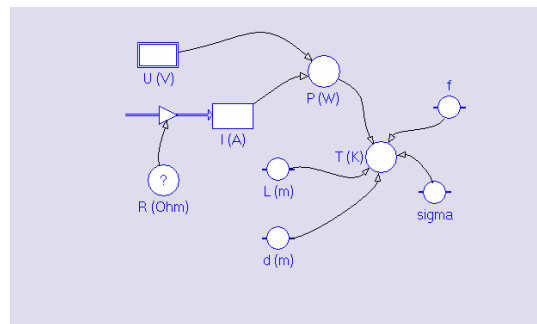 U (V)
P (W)
f
I (A)
T (K)
?
R (Ohm)
L (m)
sigma
d (m)